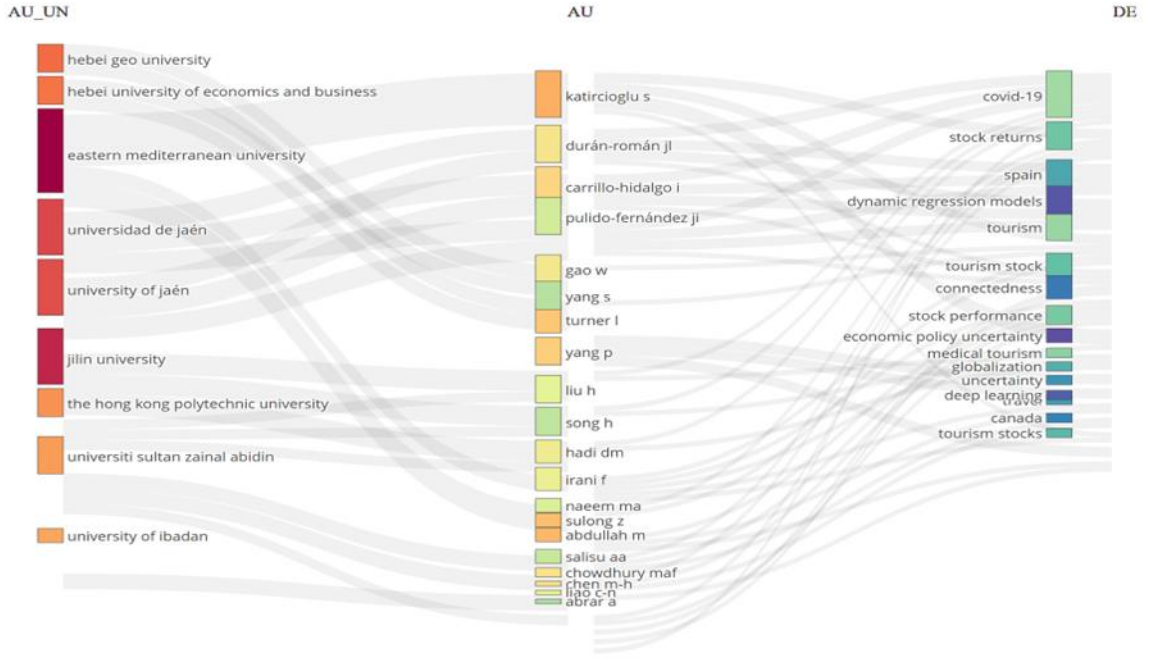 AU_UN
AU
DE
hebei geo university
hebei university of economics and business
eastern mediterranean university
universidad de jaén
university of jaén
jilin university
the hong kong polytechnic university
universiti sultan zainal abidin
university of ibadan
katircioglu s
durán-román jl
carrillo-hidalgo i
pulido-fernández ji
gao w
yang s
turner l
yang p
liu h
song h
hadi dm
irani f
naeem ma
sulong z
abdullah m
salisu aa
chowdhury maf
chen m-h
liao c-n
abrar a
covid-19
stock returns
spain
dynamic regression models
tourism
tourism stock
connectedness
stock performance
economic policy uncertainty
medical tourism
globalization
uncertainty
deep learning
travel
canada
tourism stocks